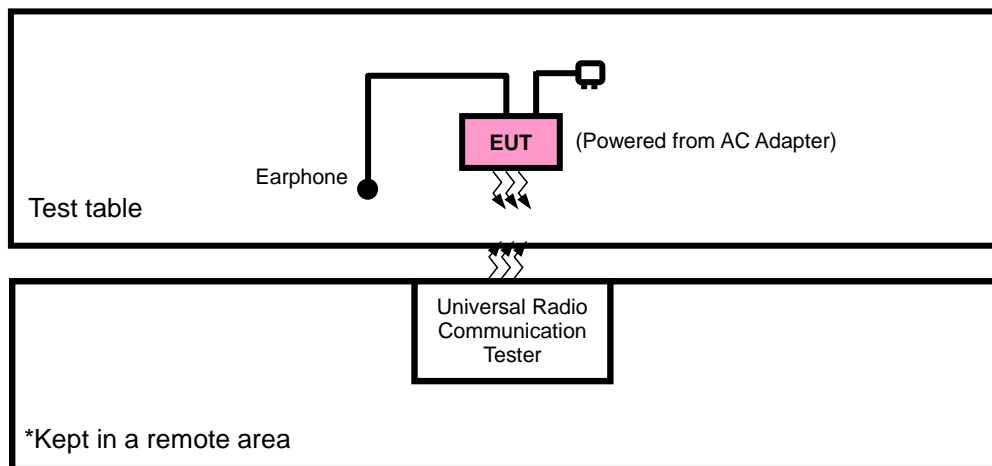 EUT
(Powered from AC Adapter)
Earphone
Test table
Universal Radio
Communication
Tester
*Kept in a remote area